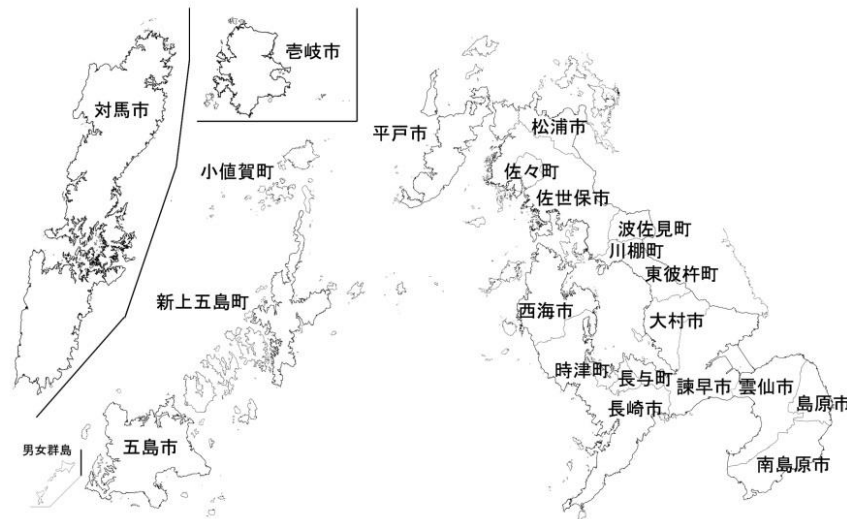 壱岐市
対馬市
平戸市
松浦市
小値賀町
佐々町
佐世保市
波佐見町
川棚町
東彼杵町
新上五島町
西海市
大村市
時津町
長与町
諫早市
雲仙市
長崎市
島原市
五島市
男女群島
南島原市